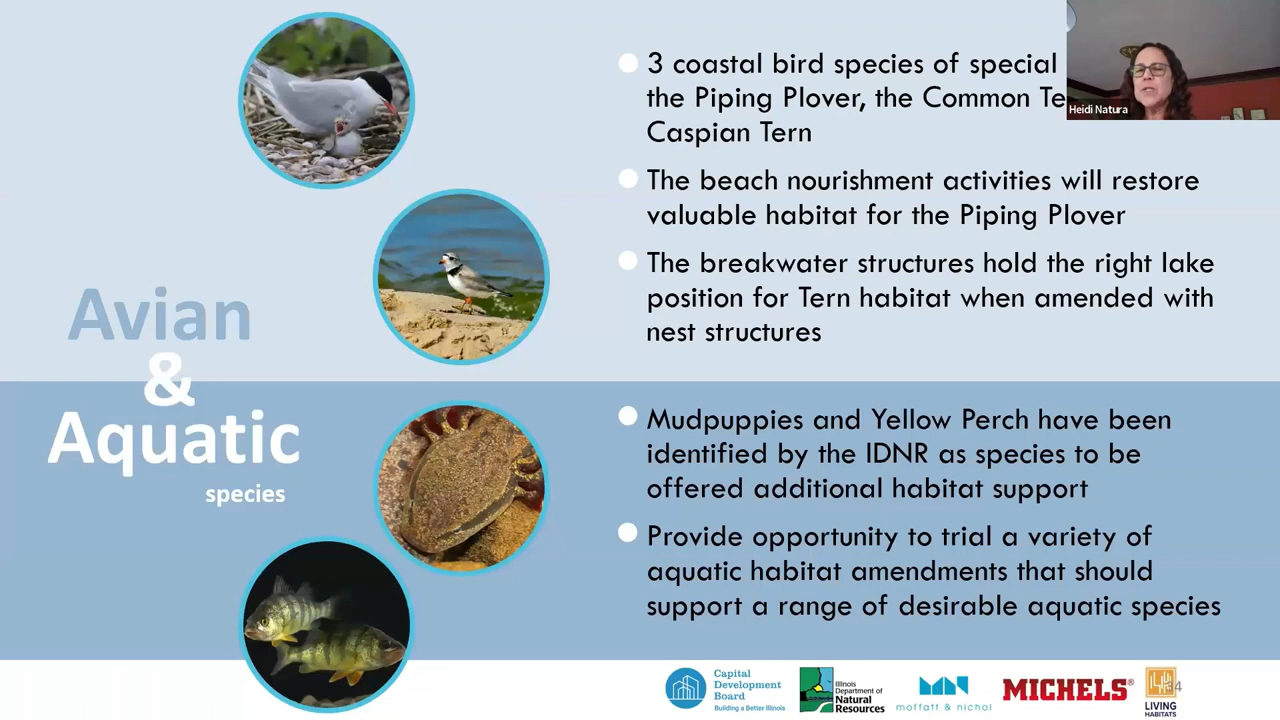 3 coastal bird species of special
the Piping Plover, the Common Te
Caspian Tern
Heidi Natura
The beach nourishment activities will restore
valuable habitat for the Piping Plover
The breakwater structures hold the right lake
position for Tern habitat when amended with
nest structures
Avian
&
Aquatic
species
Mudpuppies and Yellow Perch have been
identified by the IDNR as species to be
offered additional habitat support
Provide opportunity to trial a variety of
aquatic habitat amendments that should
support a range of desirable aquatic species
Capital
Development
Board
Building a Better Illinois
Illinois
Department of
Natural
Resources
moffatt & nichol
MICHELS®
LIVING
HABITATS
34